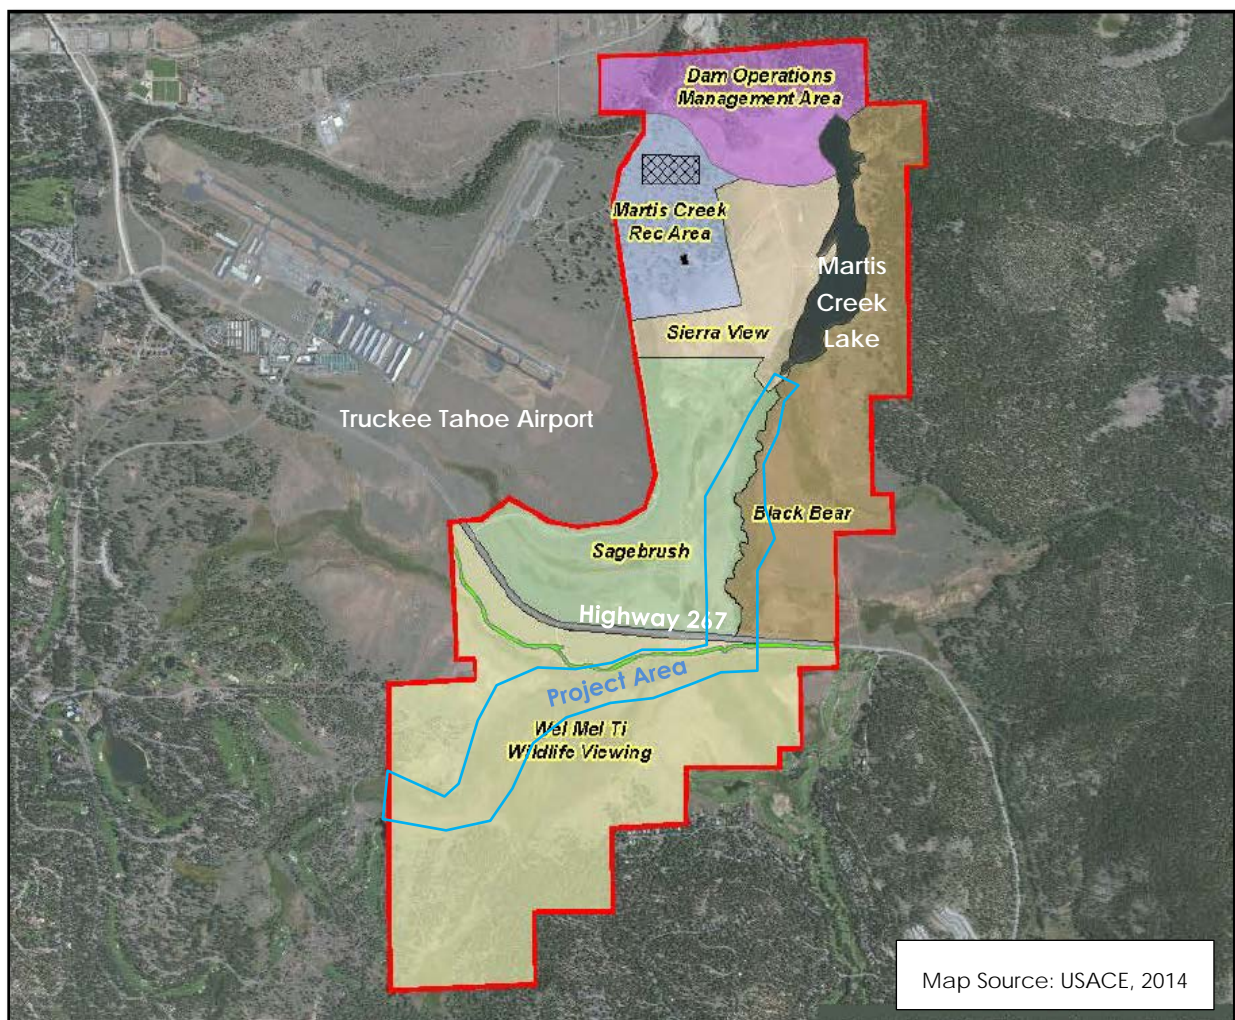 Dam Operations
Management Area
Martis Creek
Rec Area
Martis
Creek
Lake
Sierra View
Truckee Tahoe Airport
Black Bear
Sagebrush
Highway 267
Project Area
Wel Mel Ti
Wildlife Viewing
Map Source: USACE, 2014